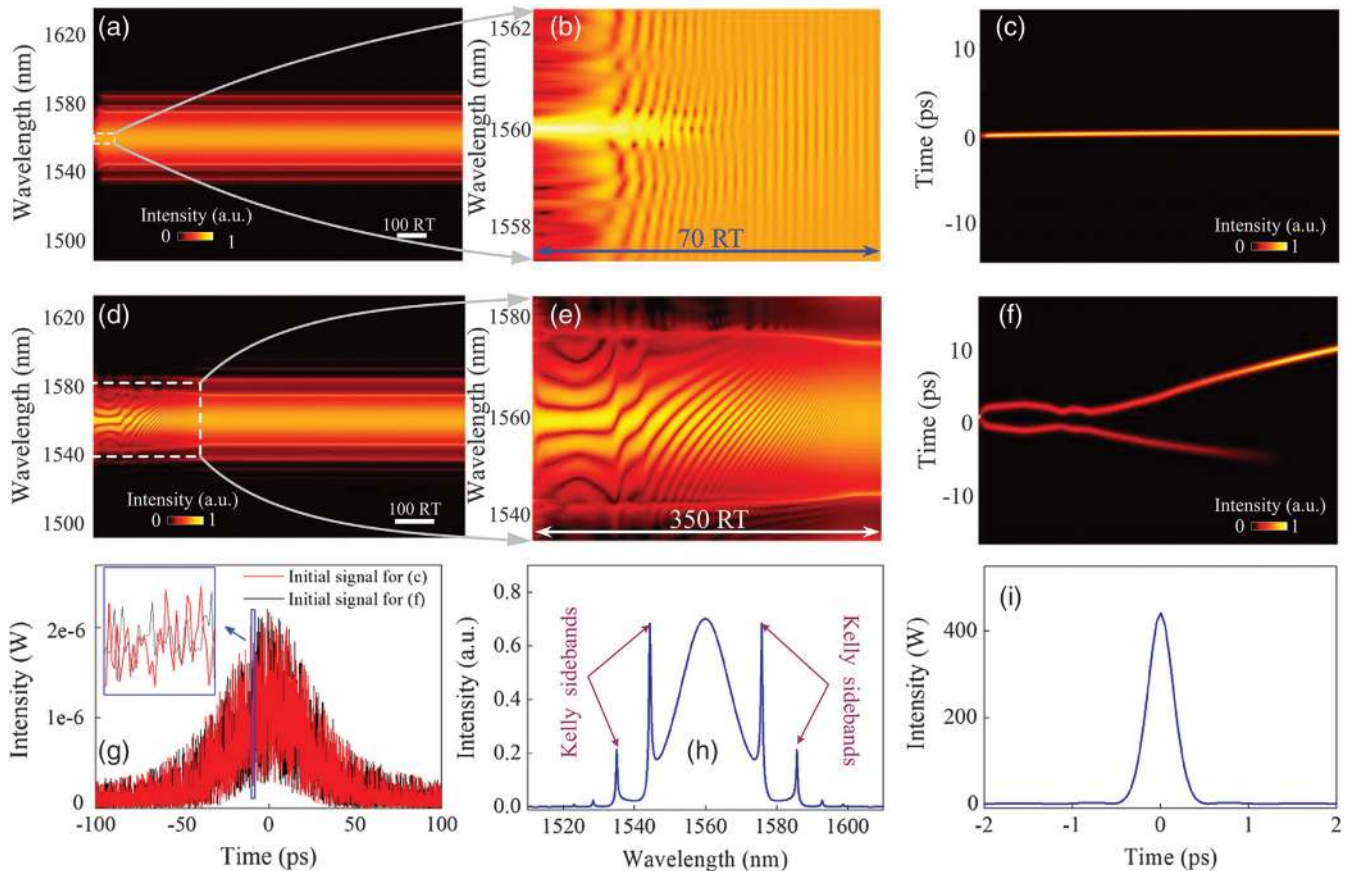 (a)
Wavelength (nm)
1620
1580
1540
1500
Intensity (a.u.)
0 1
100 RT
(b)
Wavelength (nm)
1562
1560
1558
70 RT
(c)
Time (ps)
10
0
-10
Intensity (a.u.)
0 1
(d)
Wavelength (nm)
1620
1580
1540
1500
Intensity (a.u.)
0 1
100 RT
(e)
Wavelength (nm)
1580
1560
1540
350 RT
(f)
Time (ps)
10
0
-10
Intensity (a.u.)
0 1
(g)
Intensity (W)
2e-6
1e-6
0
Initial signal for (c)
Initial signal for (f)
-100 -50 0 50 100
Time (ps)
(h)
Intensity (a.u.)
0.8
0.6
0.4
0.2
0.0
Kelly sidebands
Kelly sidebands
1520 1540 1560 1580 1600
Wavelength (nm)
(i)
Intensity (W)
400
200
0
-2 -1 0 1 2
Time (ps)